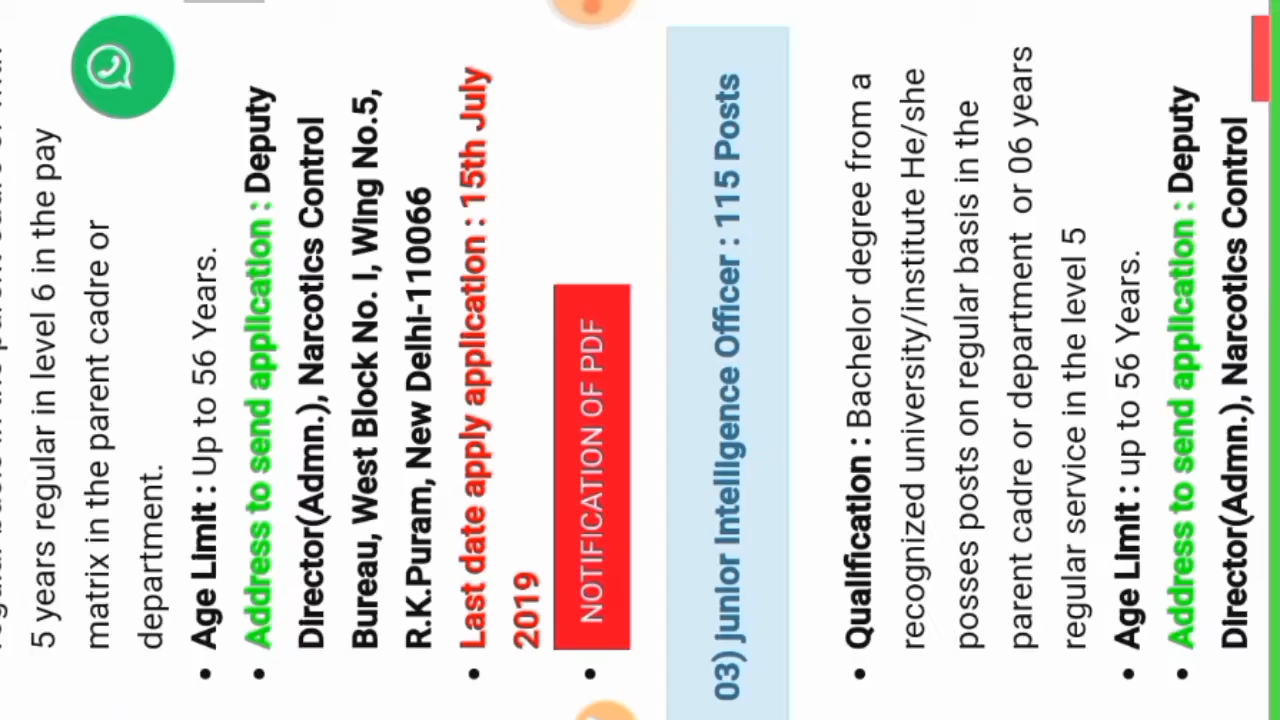 5 years regular in level 6 in the pay
matrix in the parent cadre or
department.
• Age Limit : Up to 56 Years.
• Address to send application : Deputy
Director(Admn.), Narcotics Control
Bureau, West Block No. I, Wing No.5,
R.K.Puram, New Delhi-110066
• Last date apply application : 15th July
2019
• NOTIFICATION OF PDF
03) junior Intelligence Officer : 115 Posts
• Qualification : Bachelor degree from a
recognized university/institute He/she
posses posts on regular basis in the
parent cadre or department or 06 years
regular service in the level 5
• Age Limit : up to 56 Years.
• Address to send application : Deputy
Director(Admn.), Narcotics Control